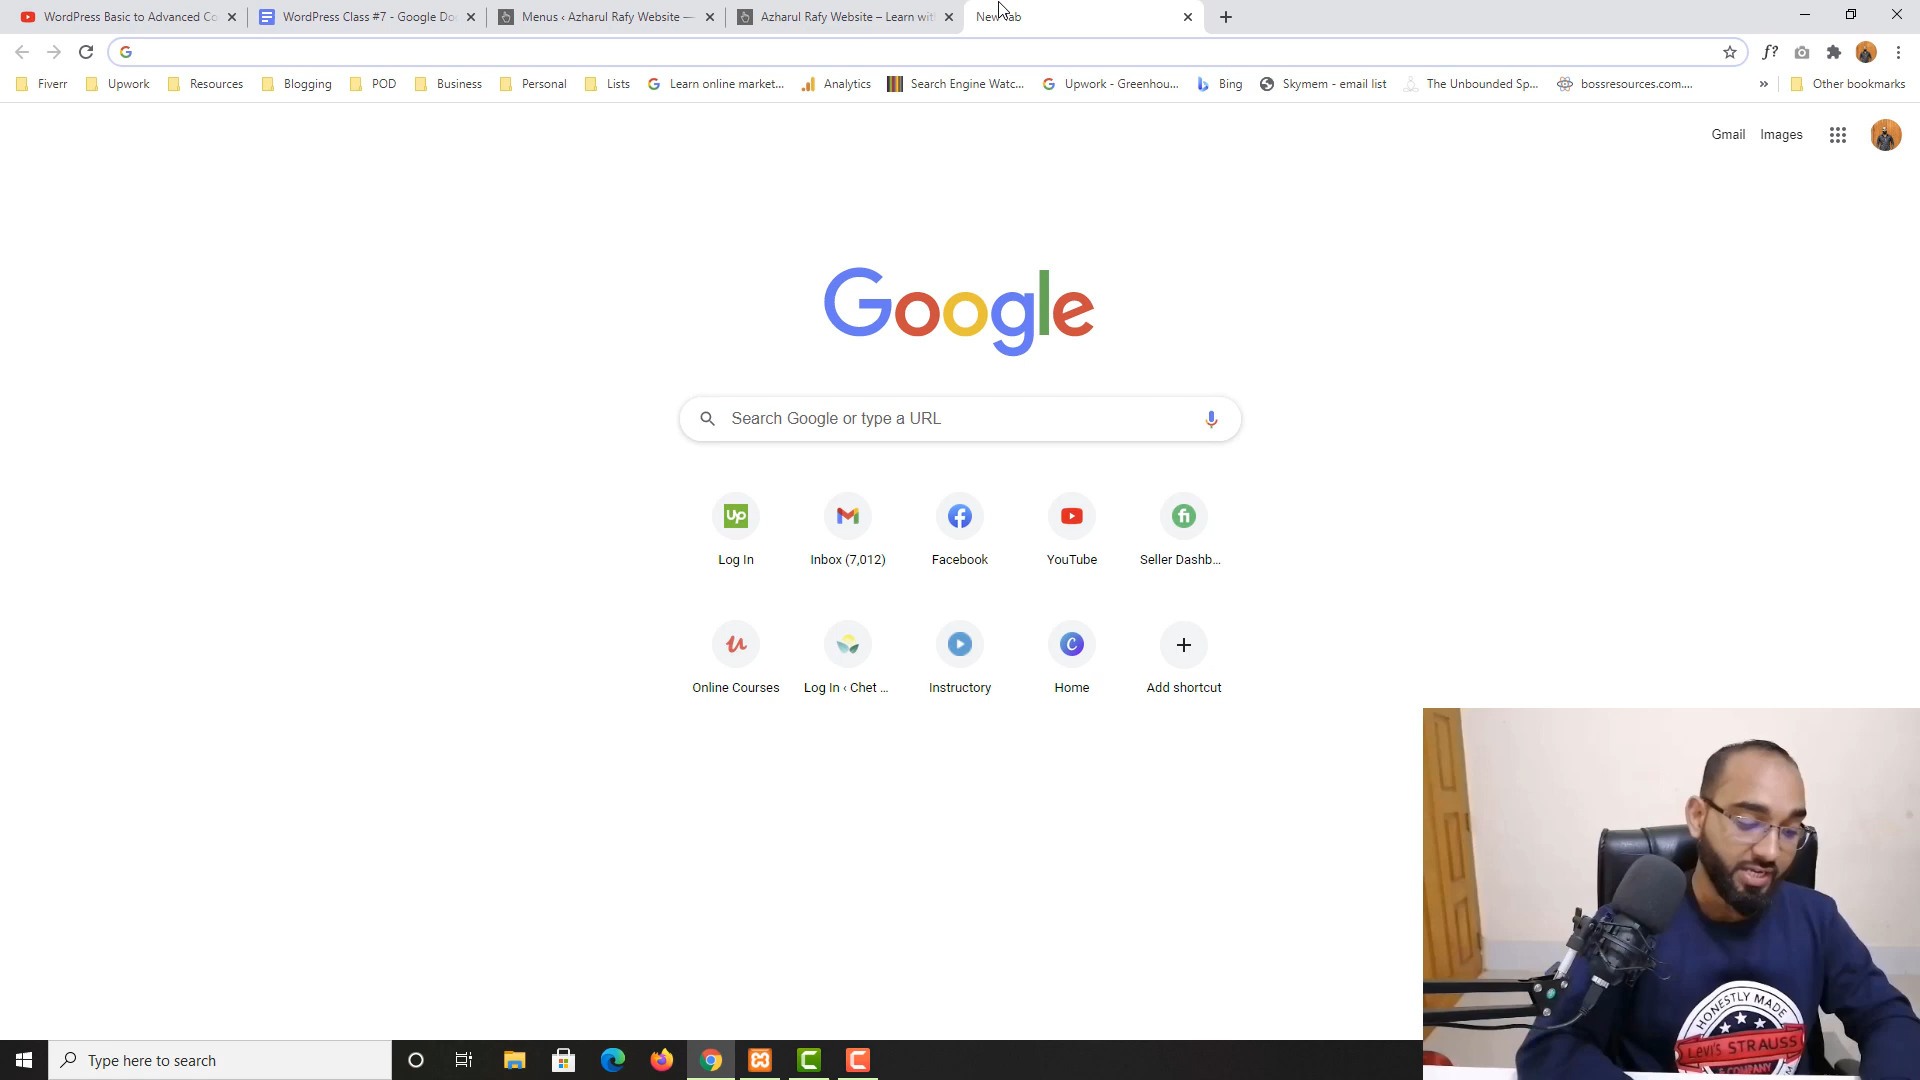 WordPress Basic to Advanced Co
WordPress Class #7 - Google Do
Menus ‹ Azharul Rafy Website —
Azharul Rafy Website – Learn wit
New Tab
Fiverr
Upwork
Resources
Blogging
POD
Business
Personal
Lists
Learn online market...
Analytics
Search Engine Watc...
Upwork - Greenhou...
Bing
Skymem - email list
The Unbounded Sp...
bossresources.com....
»
Other bookmarks
Gmail
Images
Google
Search Google or type a URL
Log In
Inbox (7,012)
Facebook
YouTube
Seller Dashb...
Online Courses
Log In ‹ Chet ...
Instructory
Home
Add shortcut
HONESTLY MADE
LEVI'S STRAUSS
& COMPANY
Type here to search